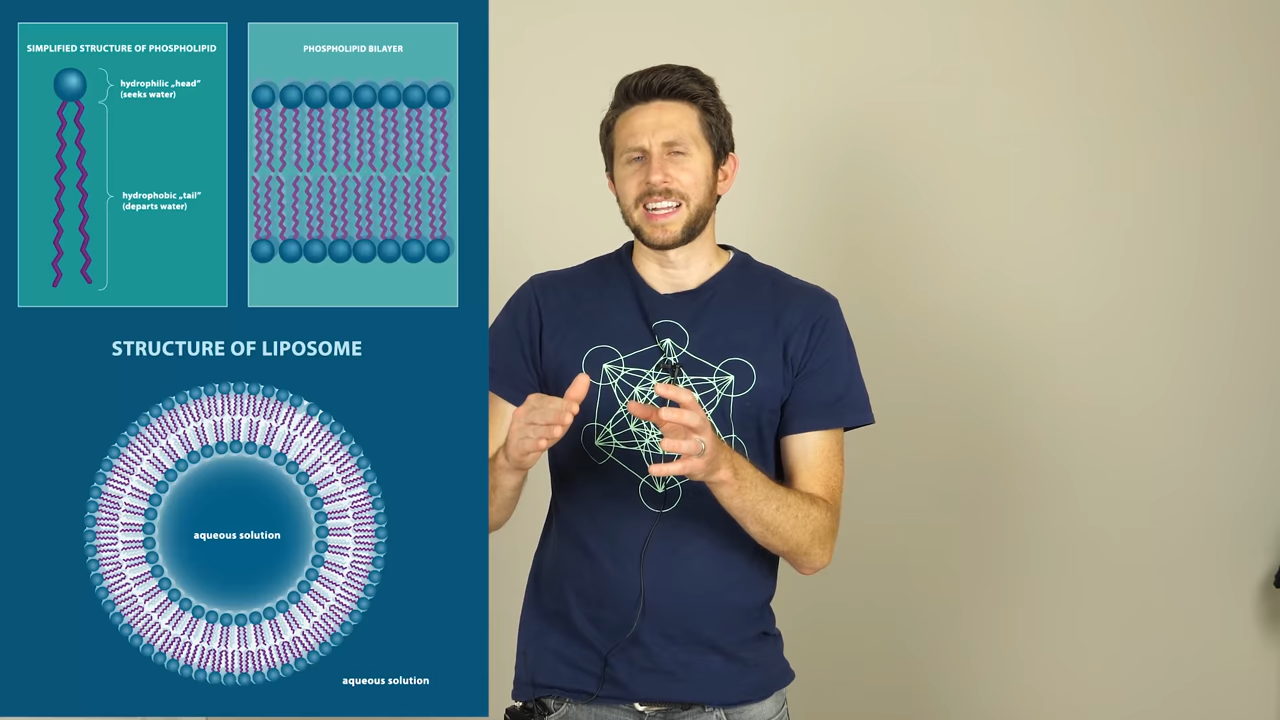 SIMPLIFIED STRUCTURE OF PHOSPHOLIPID
hydrophilic „head”
(seeks water)
hydrophobic „tail”
(departs water)
PHOSPHOLIPID BILAYER
STRUCTURE OF LIPOSOME
aqueous solution
aqueous solution